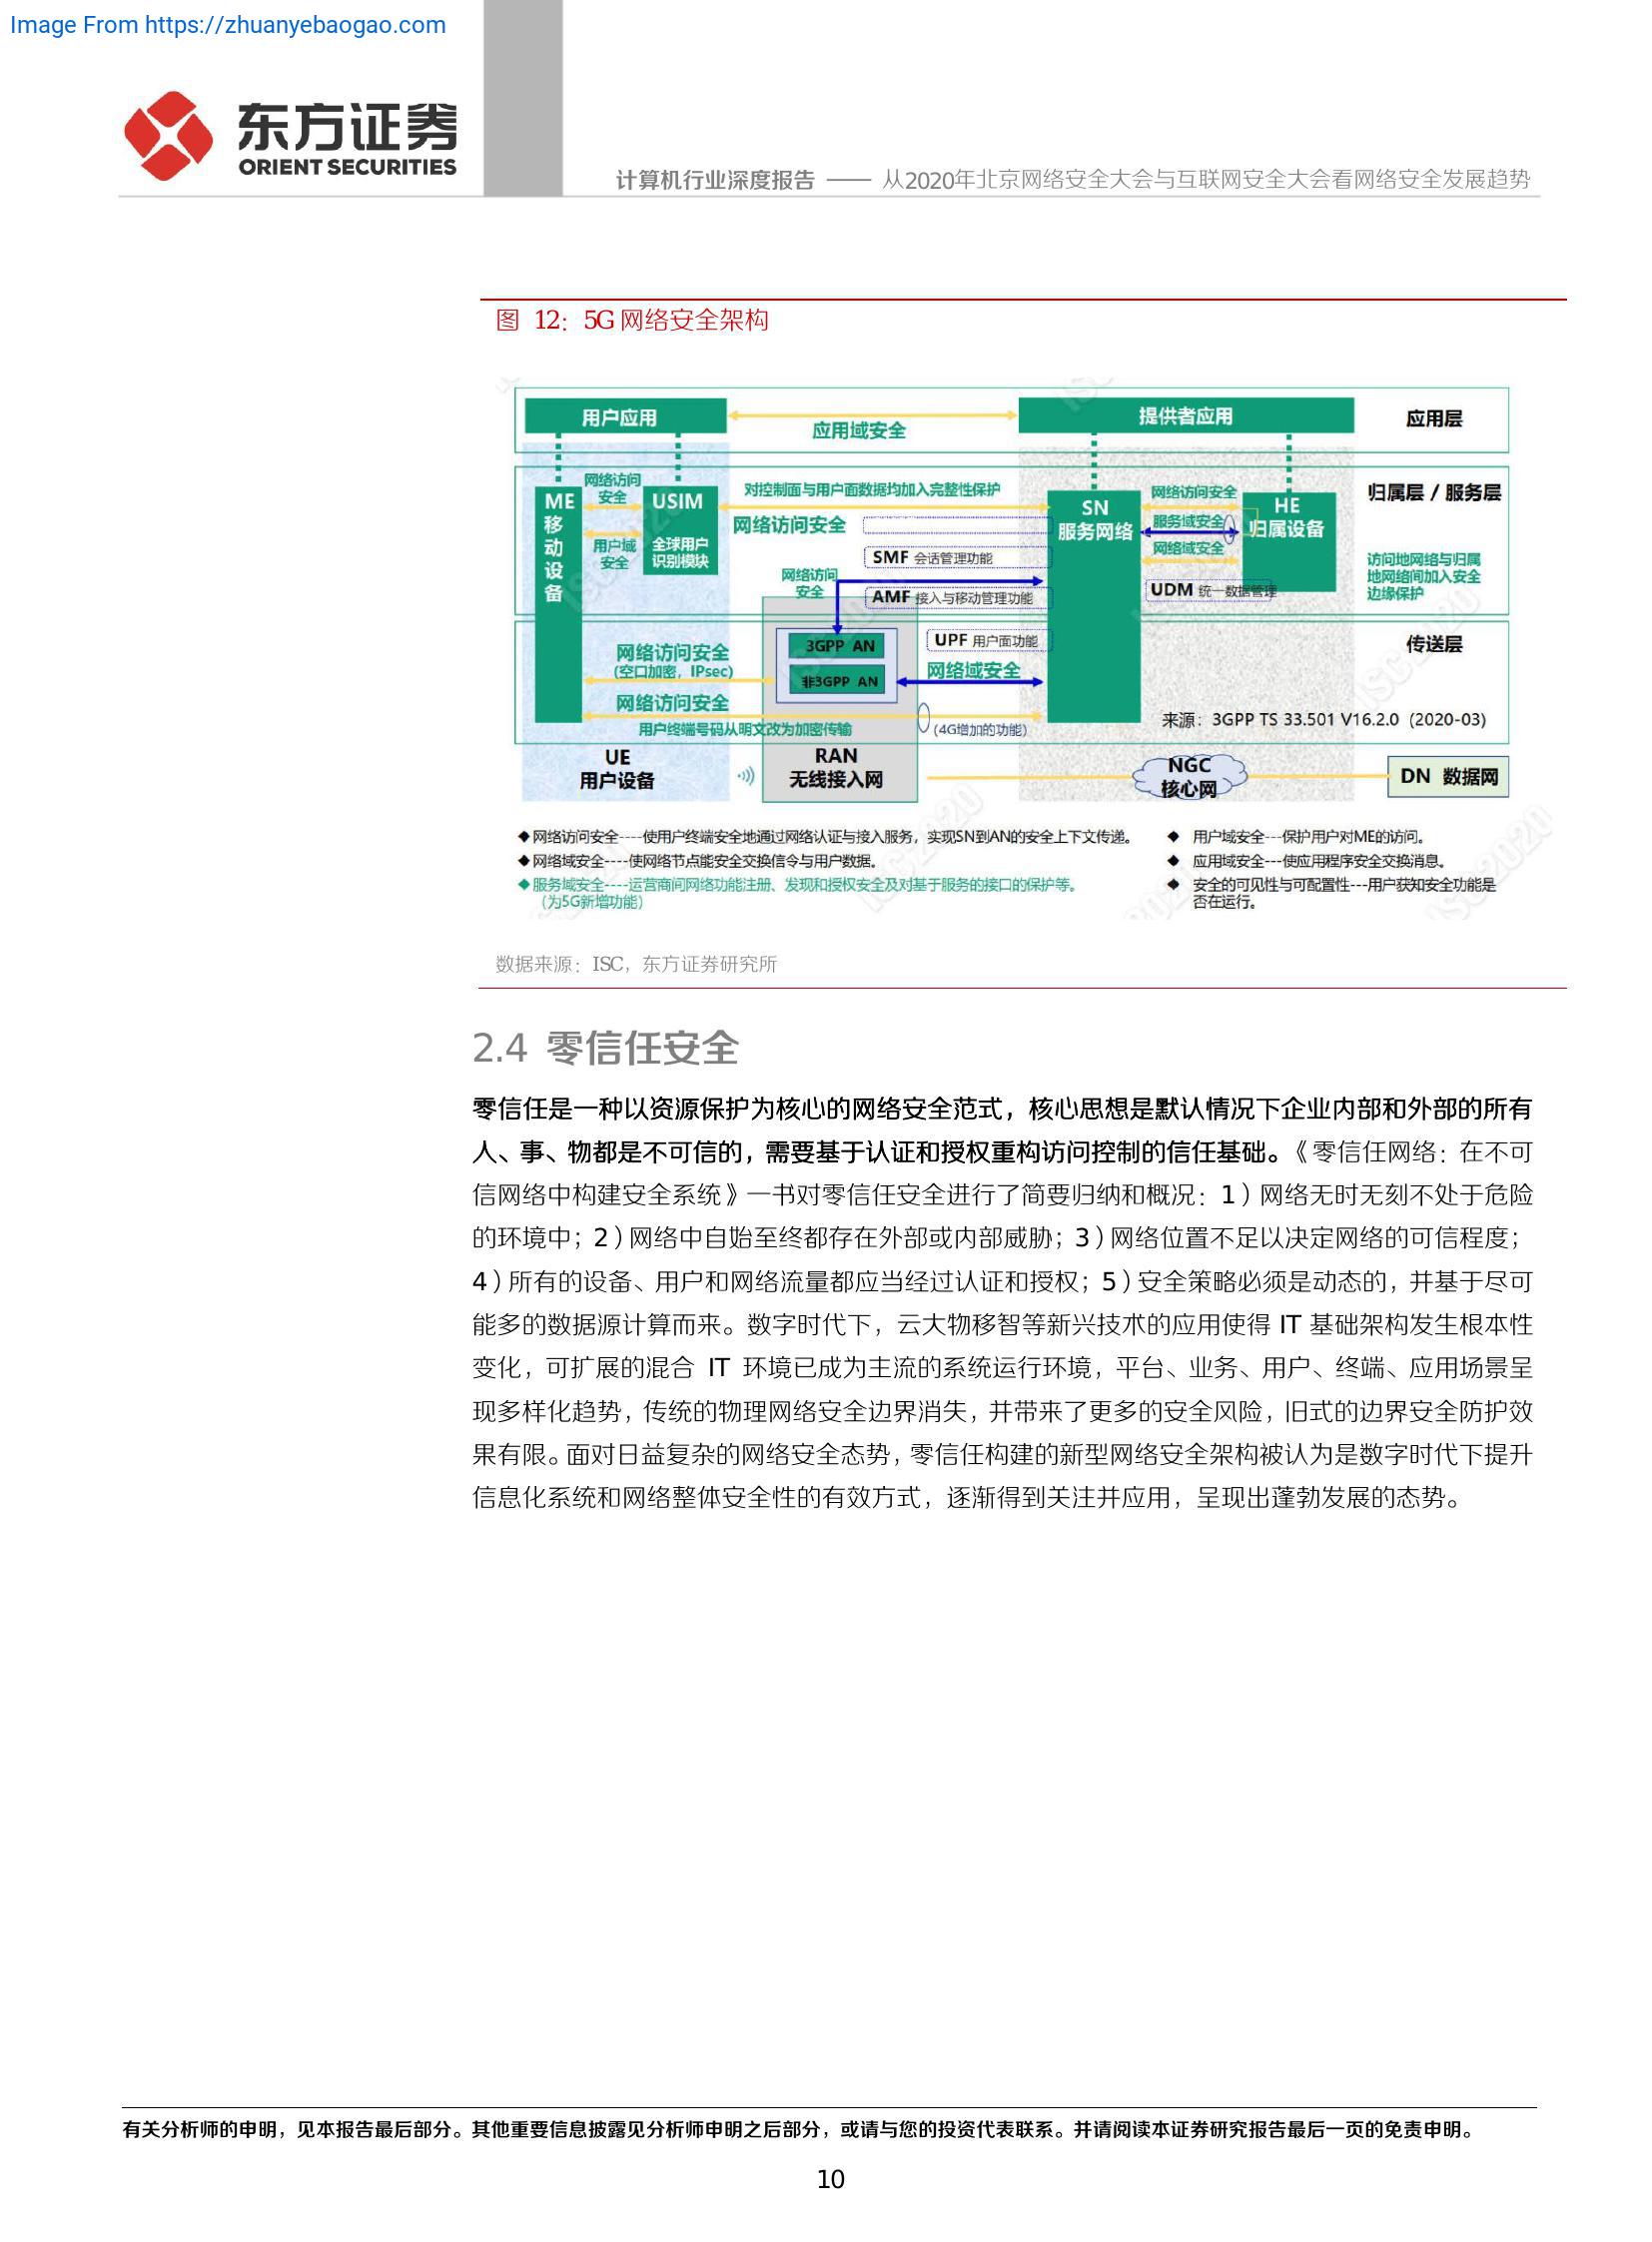 Image From https://zhuanyebaogao.com
东方证券
ORIENT SECURITIES
计算机行业深度报告 —— 从2020年北京网络安全大会与互联网安全大会看网络安全发展趋势
图 12：5G 网络安全架构
用户应用
应用域安全
提供者应用
应用层
ME
移动设备
网络访问
安全
用户域
安全
USIM
全球用户
识别模块
对控制面与用户面数据均加入完整性保护
网络访问安全
SMF 会话管理功能
网络访问
安全
AMF 接入与移动管理功能
SN
服务网络
网络访问安全
服务域安全
网络域安全
HE
归属设备
UDM 统一数据管理
归属层 / 服务层
访问地网络与归属
地网络间加入安全
边缘保护
3GPP AN
非3GPP AN
UPF 用户面功能
网络域安全
传送层
网络访问安全
(空口加密，IPsec)
网络访问安全
用户终端号码从明文改为加密传输
(4G增加的功能)
来源：3GPP TS 33.501 V16.2.0（2020-03）
UE
用户设备
RAN
无线接入网
NGC
核心网
DN 数据网
◆网络访问安全----使用户终端安全地通过网络认证与接入服务，实现SN到AN的安全上下文传递。
◆网络域安全----使网络节点能安全交换信令与用户数据。
◆服务域安全----运营商间网络功能注册、发现和授权安全及对基于服务的接口的保护等。
（为5G新增功能）
◆ 用户域安全---保护用户对ME的访问。
◆ 应用域安全---使应用程序安全交换消息。
◆ 安全的可见性与可配置性---用户获知安全功能是
否在运行。
ISC2020
数据来源：ISC，东方证券研究所
2.4 零信任安全
零信任是一种以资源保护为核心的网络安全范式，核心思想是默认情况下企业内部和外部的所有
人、事、物都是不可信的，需要基于认证和授权重构访问控制的信任基础。《零信任网络：在不可
信网络中构建安全系统》一书对零信任安全进行了简要归纳和概况：1）网络无时无刻不处于危险
的环境中；2）网络中自始至终都存在外部或内部威胁；3）网络位置不足以决定网络的可信程度；
4）所有的设备、用户和网络流量都应当经过认证和授权；5）安全策略必须是动态的，并基于尽可
能多的数据源计算而来。数字时代下，云大物移智等新兴技术的应用使得 IT 基础架构发生根本性
变化，可扩展的混合 IT 环境已成为主流的系统运行环境，平台、业务、用户、终端、应用场景呈
现多样化趋势，传统的物理网络安全边界消失，并带来了更多的安全风险，旧式的边界安全防护效
果有限。面对日益复杂的网络安全态势，零信任构建的新型网络安全架构被认为是数字时代下提升
信息化系统和网络整体安全性的有效方式，逐渐得到关注并应用，呈现出蓬勃发展的态势。
有关分析师的申明，见本报告最后部分。其他重要信息披露见分析师申明之后部分，或请与您的投资代表联系。并请阅读本证券研究报告最后一页的免责申明。
10